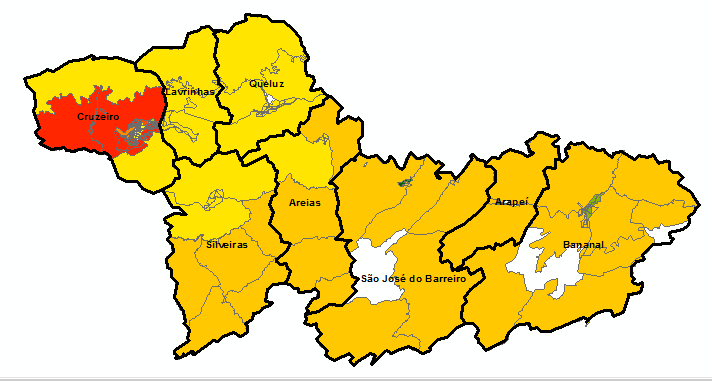 Queluz
Lavrinhas
Cruzeiro
Areias
Arapeí
Silveiras
Bananal
São José do Barreiro